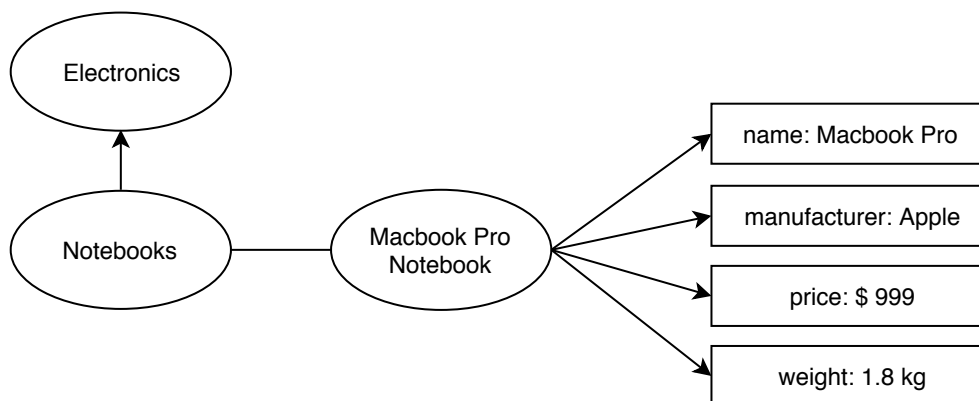 Electronics
Notebooks
Macbook Pro
Notebook
name: Macbook Pro
manufacturer: Apple
price: $ 999
weight: 1.8 kg